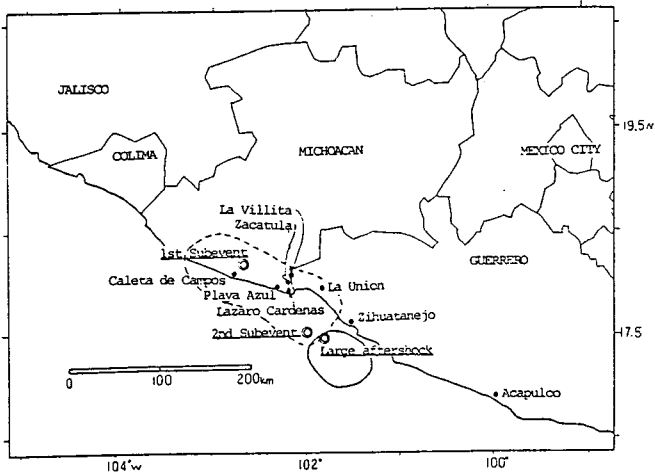 JALISCO
19.5 N
COLIMA
MICHOACAN
MEXICO CITY
La Villita
Zacatula
1st Subevent
GUERRERO
Caleta de Campos
La Union
Playa Azul
Lazaro Cardenas
Zihuatanejo
2nd Subevent
17.5
Large aftershock
0 100 200km
Acapulco
104°W 102° 100°